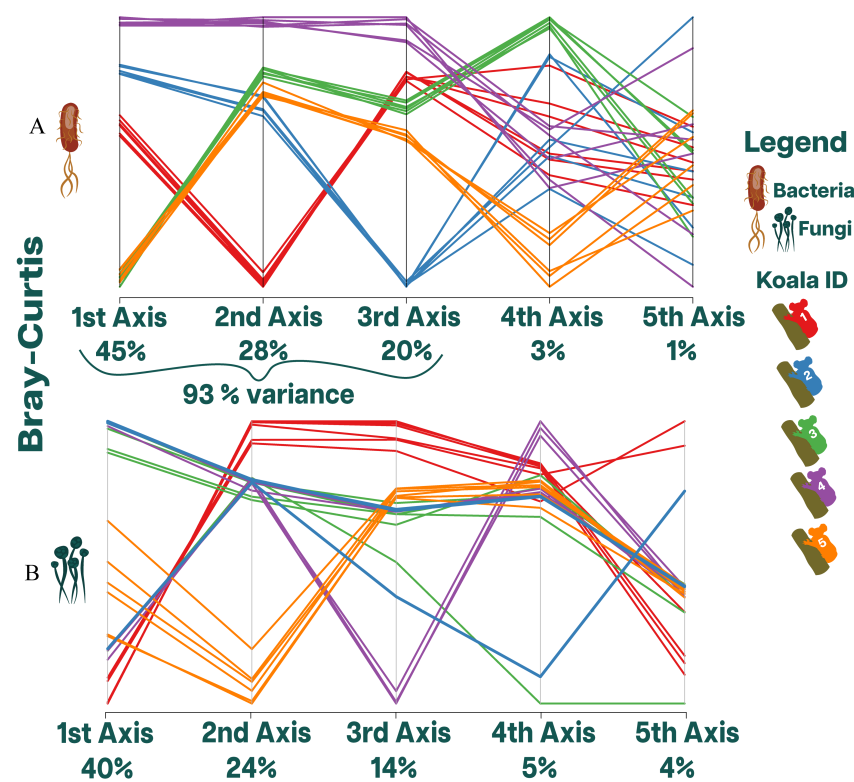 A
Bray-Curtis
1st Axis 2nd Axis 3rd Axis 4th Axis 5th Axis
45% 28% 20% 3% 1%
93 % variance
B
1st Axis 2nd Axis 3rd Axis 4th Axis 5th Axis
40% 24% 14% 5% 4%
Legend
Bacteria
Fungi
Koala ID
1
2
3
4
5